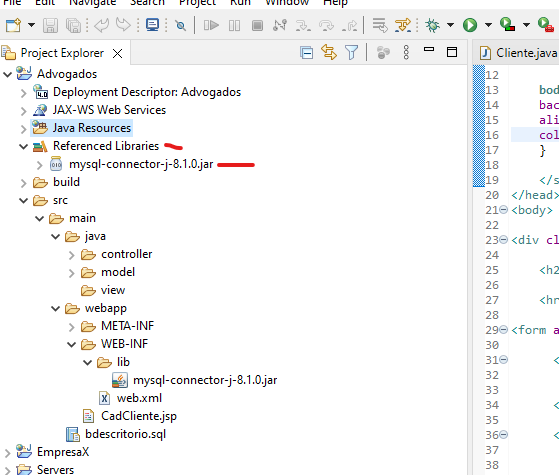 Navigate Search Project Run Window Help
Project Explorer
Cliente.java
Advogados
Deployment Descriptor: Advogados
JAX-WS Web Services
Java Resources
Referenced Libraries
mysql-connector-j-8.1.0.jar
build
src
main
java
controller
model
view
webapp
META-INF
WEB-INF
lib
mysql-connector-j-8.1.0.jar
web.xml
CadCliente.jsp
bdescritorio.sql
EmpresaX
Servers
12
13 bod
14 bac
15 ali
16 col
17 }
18
19 </s
20 </head>
21 <body>
22
23 <div cl
24
25 <h2
26
27 <hr
28
29 <form a
30
31 <
32
33
34 </
35
36 <
37
38